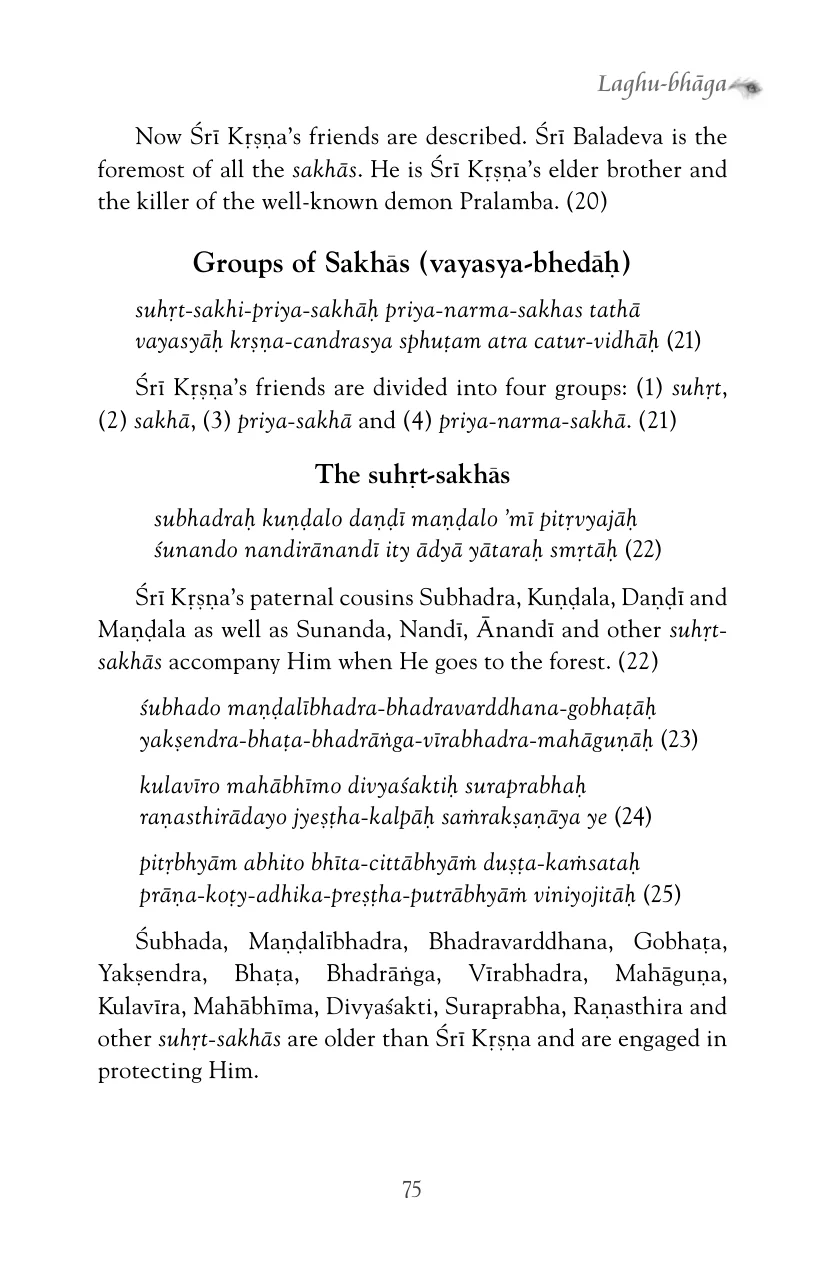 Laghu-bhāga
Now Śrī Kṛṣṇa’s friends are described. Śrī Baladeva is the
foremost of all the sakhās. He is Śrī Kṛṣṇa’s elder brother and
the killer of the well-known demon Pralamba. (20)
Groups of Sakhās (vayasya-bhedāḥ)
suhṛt-sakhi-priya-sakhāḥ priya-narma-sakhas tathā
vayasyāḥ kṛṣṇa-candrasya sphuṭam atra catur-vidhāḥ (21)
Śrī Kṛṣṇa’s friends are divided into four groups: (1) suhṛt,
(2) sakhā, (3) priya-sakhā and (4) priya-narma-sakhā. (21)
The suhṛt-sakhās
subhadraḥ kuṇḍalo daṇḍī maṇḍalo ’mī pitṛvyajāḥ
śunando nandirānandī ity ādyā yātaraḥ smṛtāḥ (22)
Śrī Kṛṣṇa’s paternal cousins Subhadra, Kuṇḍala, Daṇḍī and
Maṇḍala as well as Sunanda, Nandī, Ānandī and other suhṛt-
sakhās accompany Him when He goes to the forest. (22)
śubhado maṇḍalībhadra-bhadravarddhana-gobhaṭāḥ
yakṣendra-bhaṭa-bhadrāṅga-vīrabhadra-mahāguṇāḥ (23)
kulavīro mahābhīmo divyaśaktiḥ suraprabhaḥ
raṇasthirādayo jyeṣṭha-kalpāḥ saṁrakṣaṇāya ye (24)
pitṛbhyām abhito bhīta-cittābhyāṁ duṣṭa-kaṁsataḥ
prāṇa-koṭy-adhika-preṣṭha-putrābhyāṁ viniyojitāḥ (25)
Śubhada, Maṇḍalībhadra, Bhadravarddhana, Gobhaṭa,
Yakṣendra, Bhaṭa, Bhadrāṅga, Vīrabhadra, Mahāguṇa,
Kulavīra, Mahābhīma, Divyaśakti, Suraprabha, Raṇasthira and
other suhṛt-sakhās are older than Śrī Kṛṣṇa and are engaged in
protecting Him.
75